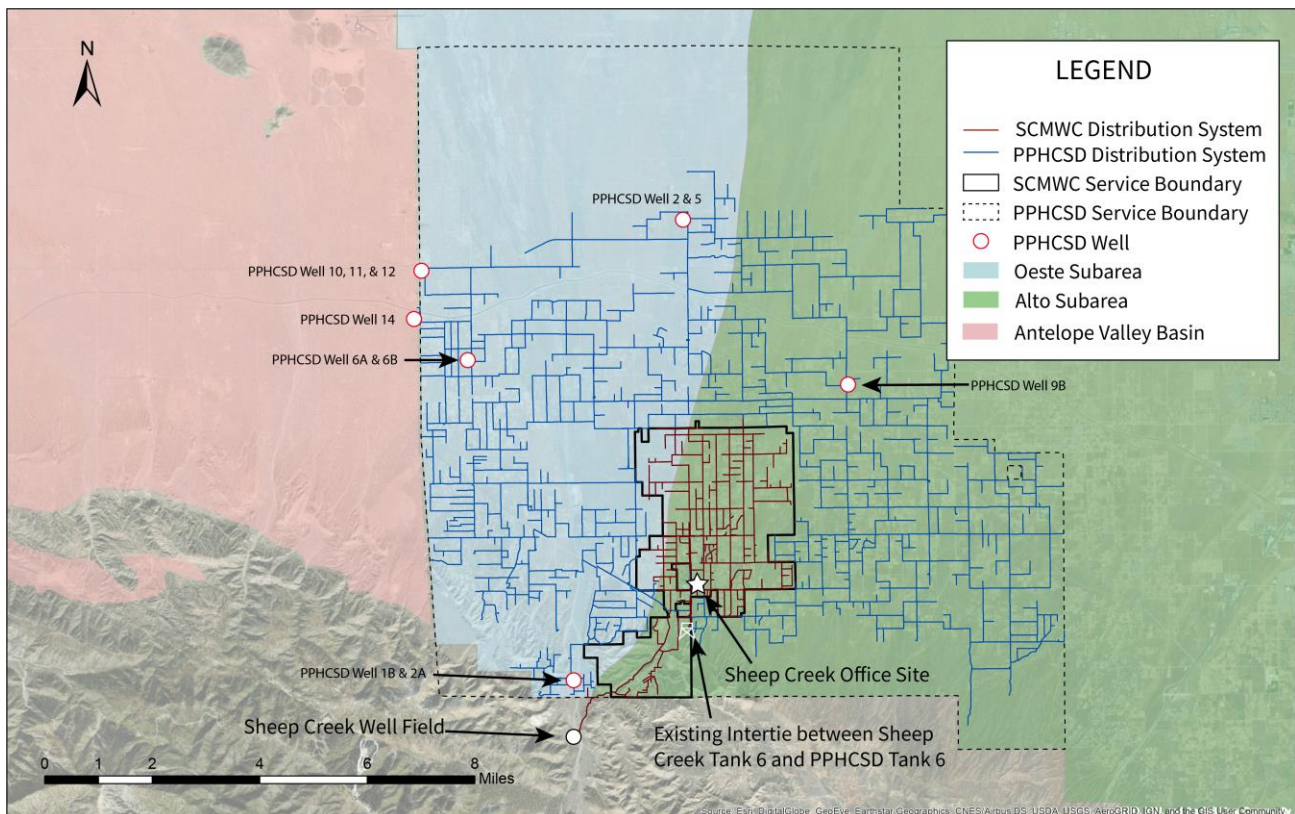 N
LEGEND
SCMWC Distribution System
PPHCSD Distribution System
SCMWC Service Boundary
PPHCSD Service Boundary
PPHCSD Well
Oeste Subarea
Alto Subarea
Antelope Valley Basin
PPHCSD Well 2 & 5
PPHCSD Well 10, 11, & 12
PPHCSD Well 14
PPHCSD Well 6A & 6B
PPHCSD Well 9B
PPHCSD Well 1B & 2A
Sheep Creek Office Site
Sheep Creek Well Field
Existing Intertie between Sheep
Creek Tank 6 and PPHCSD Tank 6
0 2 4 6 8
Miles
Source: Esri, DigitalGlobe, GeoEye, Earthstar Geographics, CNES/Airbus DS, USDA, USGS, AeroGRID, IGN, and the GIS User Community